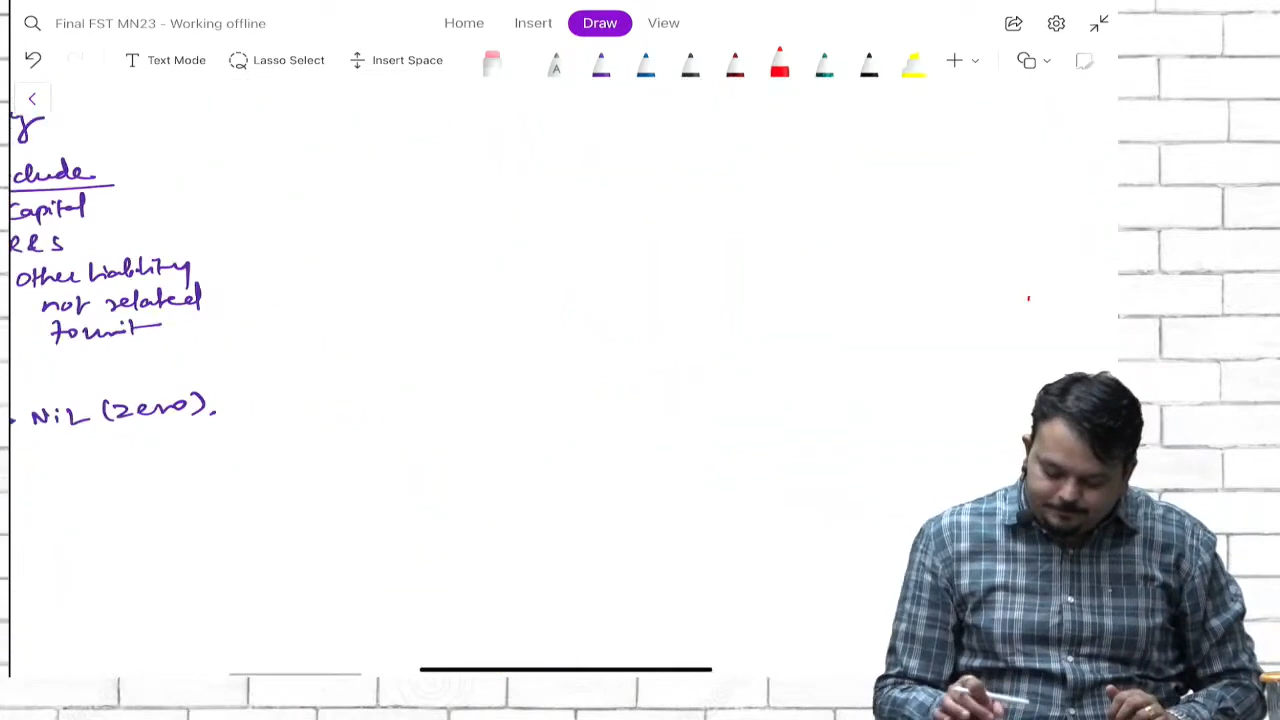 Final FST MN23 - Working offline
Home Insert Draw View
Text Mode Lasso Select Insert Space
A
y
clude
Capital
R&S
other liability
not related
to unit
NiL (Zero).